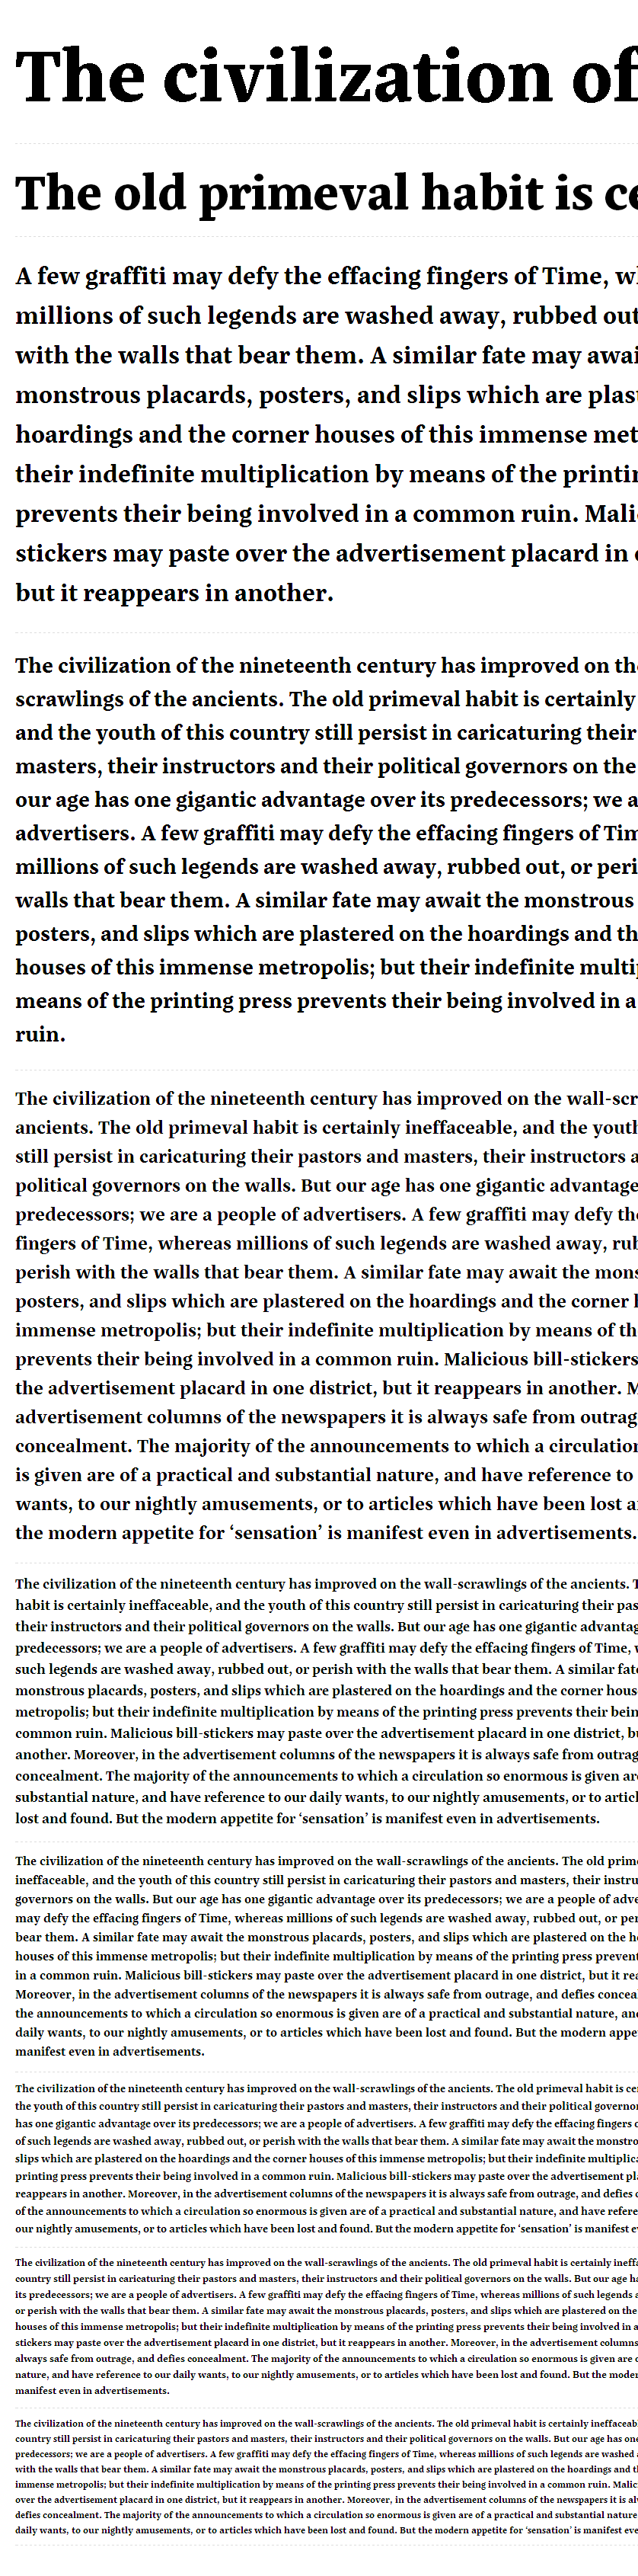 The civilization of
The old primeval habit is ce
A few graffiti may defy the effacing fingers of Time, wh
millions of such legends are washed away, rubbed out
with the walls that bear them. A similar fate may awai
monstrous placards, posters, and slips which are plast
hoardings and the corner houses of this immense met
their indefinite multiplication by means of the printin
prevents their being involved in a common ruin. Malic
stickers may paste over the advertisement placard in o
but it reappears in another.
The civilization of the nineteenth century has improved on the
scrawlings of the ancients. The old primeval habit is certainly
and the youth of this country still persist in caricaturing their
masters, their instructors and their political governors on the
our age has one gigantic advantage over its predecessors; we a
advertisers. A few graffiti may defy the effacing fingers of Tim
millions of such legends are washed away, rubbed out, or peri
walls that bear them. A similar fate may await the monstrous
posters, and slips which are plastered on the hoardings and th
houses of this immense metropolis; but their indefinite multip
means of the printing press prevents their being involved in a
ruin.
The civilization of the nineteenth century has improved on the wall-scr
ancients. The old primeval habit is certainly ineffaceable, and the youth
still persist in caricaturing their pastors and masters, their instructors a
political governors on the walls. But our age has one gigantic advantage
predecessors; we are a people of advertisers. A few graffiti may defy the
fingers of Time, whereas millions of such legends are washed away, rub
perish with the walls that bear them. A similar fate may await the mons
posters, and slips which are plastered on the hoardings and the corner h
immense metropolis; but their indefinite multiplication by means of th
prevents their being involved in a common ruin. Malicious bill-stickers
the advertisement placard in one district, but it reappears in another. M
advertisement columns of the newspapers it is always safe from outrag
concealment. The majority of the announcements to which a circulation
is given are of a practical and substantial nature, and have reference to
wants, to our nightly amusements, or to articles which have been lost a
the modern appetite for ‘sensation’ is manifest even in advertisements.
The civilization of the nineteenth century has improved on the wall-scrawlings of the ancients. T
habit is certainly ineffaceable, and the youth of this country still persist in caricaturing their pas
their instructors and their political governors on the walls. But our age has one gigantic advantag
predecessors; we are a people of advertisers. A few graffiti may defy the effacing fingers of Time, w
such legends are washed away, rubbed out, or perish with the walls that bear them. A similar fate
monstrous placards, posters, and slips which are plastered on the hoardings and the corner hous
metropolis; but their indefinite multiplication by means of the printing press prevents their bein
common ruin. Malicious bill-stickers may paste over the advertisement placard in one district, bu
another. Moreover, in the advertisement columns of the newspapers it is always safe from outrag
concealment. The majority of the announcements to which a circulation so enormous is given are
substantial nature, and have reference to our daily wants, to our nightly amusements, or to articl
lost and found. But the modern appetite for ‘sensation’ is manifest even in advertisements.
The civilization of the nineteenth century has improved on the wall-scrawlings of the ancients. The old prime
ineffaceable, and the youth of this country still persist in caricaturing their pastors and masters, their instru
governors on the walls. But our age has one gigantic advantage over its predecessors; we are a people of adve
may defy the effacing fingers of Time, whereas millions of such legends are washed away, rubbed out, or per
bear them. A similar fate may await the monstrous placards, posters, and slips which are plastered on the ho
houses of this immense metropolis; but their indefinite multiplication by means of the printing press prevent
in a common ruin. Malicious bill-stickers may paste over the advertisement placard in one district, but it rea
Moreover, in the advertisement columns of the newspapers it is always safe from outrage, and defies conceal
the announcements to which a circulation so enormous is given are of a practical and substantial nature, and
daily wants, to our nightly amusements, or to articles which have been lost and found. But the modern appe
manifest even in advertisements.
The civilization of the nineteenth century has improved on the wall-scrawlings of the ancients. The old primeval habit is cer
the youth of this country still persist in caricaturing their pastors and masters, their instructors and their political governor
has one gigantic advantage over its predecessors; we are a people of advertisers. A few graffiti may defy the effacing fingers o
of such legends are washed away, rubbed out, or perish with the walls that bear them. A similar fate may await the monstro
slips which are plastered on the hoardings and the corner houses of this immense metropolis; but their indefinite multiplica
printing press prevents their being involved in a common ruin. Malicious bill-stickers may paste over the advertisement pla
reappears in another. Moreover, in the advertisement columns of the newspapers it is always safe from outrage, and defies c
of the announcements to which a circulation so enormous is given are of a practical and substantial nature, and have refere
our nightly amusements, or to articles which have been lost and found. But the modern appetite for ‘sensation’ is manifest ev
The civilization of the nineteenth century has improved on the wall-scrawlings of the ancients. The old primeval habit is certainly ineffa
country still persist in caricaturing their pastors and masters, their instructors and their political governors on the walls. But our age ha
its predecessors; we are a people of advertisers. A few graffiti may defy the effacing fingers of Time, whereas millions of such legends a
or perish with the walls that bear them. A similar fate may await the monstrous placards, posters, and slips which are plastered on the
houses of this immense metropolis; but their indefinite multiplication by means of the printing press prevents their being involved in a
stickers may paste over the advertisement placard in one district, but it reappears in another. Moreover, in the advertisement columns
always safe from outrage, and defies concealment. The majority of the announcements to which a circulation so enormous is given are o
nature, and have reference to our daily wants, to our nightly amusements, or to articles which have been lost and found. But the moder
manifest even in advertisements.
The civilization of the nineteenth century has improved on the wall-scrawlings of the ancients. The old primeval habit is certainly ineffaceab
country still persist in caricaturing their pastors and masters, their instructors and their political governors on the walls. But our age has one
predecessors; we are a people of advertisers. A few graffiti may defy the effacing fingers of Time, whereas millions of such legends are washed a
with the walls that bear them. A similar fate may await the monstrous placards, posters, and slips which are plastered on the hoardings and th
immense metropolis; but their indefinite multiplication by means of the printing press prevents their being involved in a common ruin. Malic
over the advertisement placard in one district, but it reappears in another. Moreover, in the advertisement columns of the newspapers it is alw
defies concealment. The majority of the announcements to which a circulation so enormous is given are of a practical and substantial nature
daily wants, to our nightly amusements, or to articles which have been lost and found. But the modern appetite for ‘sensation’ is manifest eve